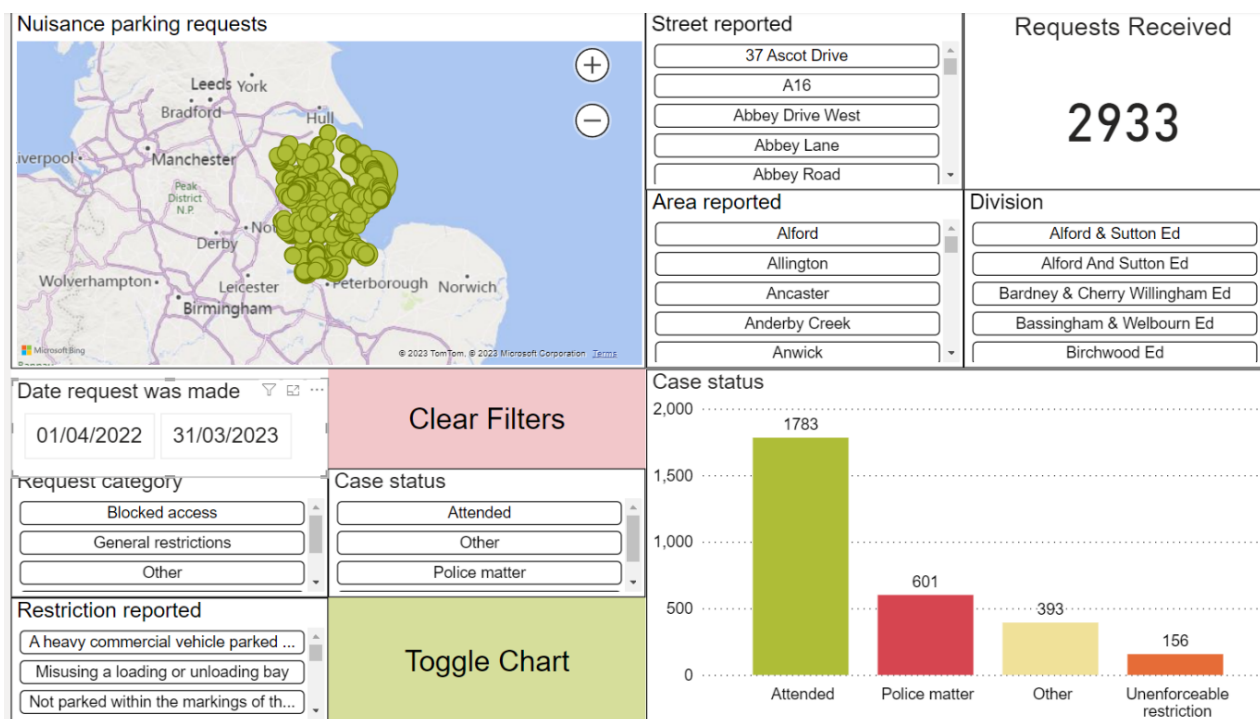 Nuisance parking requests
Leeds York
Bradford
Hull
Manchester
Peak
District
N.P.
Derby
Wolverhampton
Leicester
Peterborough
Norwich
Birmingham
Microsoft Bing
© 2023 TomTom, © 2023 Microsoft Corporation Terms
Street reported
37 Ascot Drive
A16
Abbey Drive West
Abbey Lane
Abbey Road
Requests Received
2933
Area reported
Alford
Allington
Ancaster
Anderby Creek
Anwick
Division
Alford & Sutton Ed
Alford And Sutton Ed
Bardney & Cherry Willingham Ed
Bassingham & Welbourn Ed
Birchwood Ed
Date request was made
01/04/2022 31/03/2023
Clear Filters
Request category
Blocked access
General restrictions
Other
Case status
Attended
Other
Police matter
Restriction reported
A heavy commercial vehicle parked ...
Misusing a loading or unloading bay
Not parked within the markings of th...
Toggle Chart
Case status
2,000
1,500
1,000
500
0
1783
601
393
156
Attended
Police matter
Other
Unenforceable
restriction